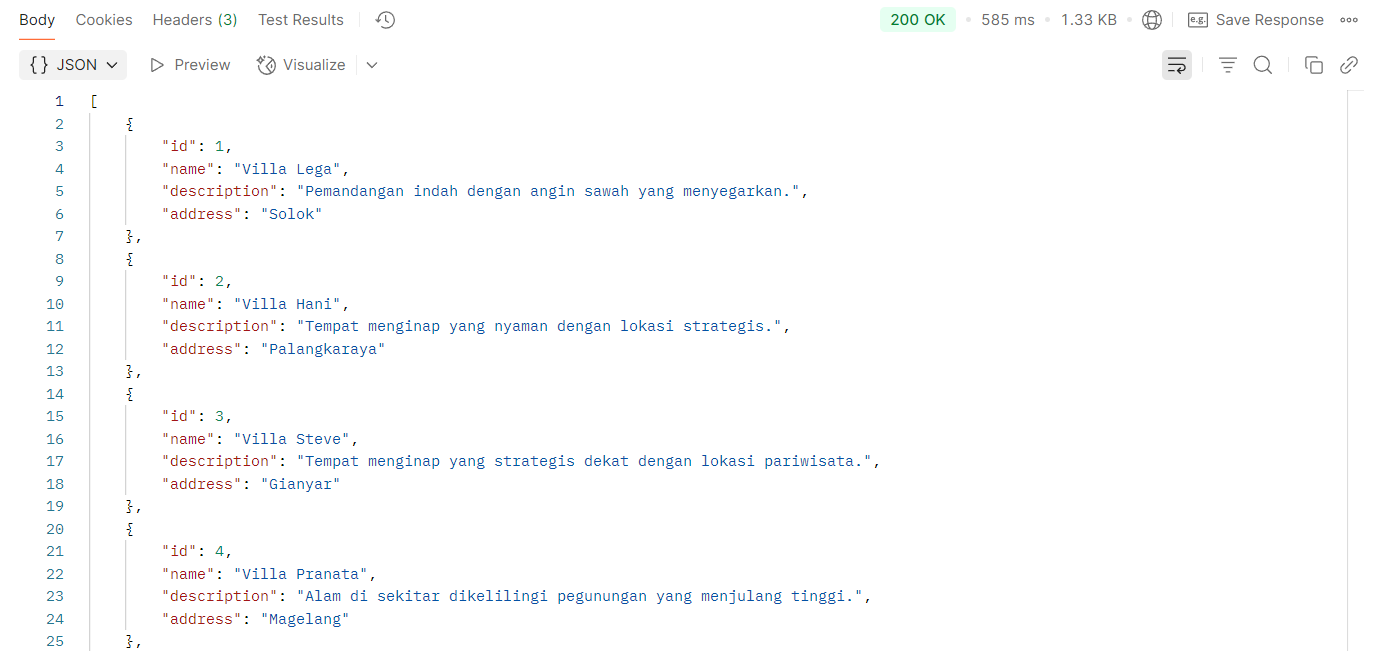 Body Cookies Headers (3) Test Results 200 OK 585 ms 1.33 KB e.g. Save Response
{} JSON Preview Visualize
1 [
2 {
3 "id": 1,
4 "name": "Villa Lega",
5 "description": "Pemandangan indah dengan angin sawah yang menyegarkan.",
6 "address": "Solok"
7 },
8 {
9 "id": 2,
10 "name": "Villa Hani",
11 "description": "Tempat menginap yang nyaman dengan lokasi strategis.",
12 "address": "Palangkaraya"
13 },
14 {
15 "id": 3,
16 "name": "Villa Steve",
17 "description": "Tempat menginap yang strategis dekat dengan lokasi pariwisata.",
18 "address": "Gianyar"
19 },
20 {
21 "id": 4,
22 "name": "Villa Pranata",
23 "description": "Alam di sekitar dikelilingi pegunungan yang menjulang tinggi.",
24 "address": "Magelang"
25 },